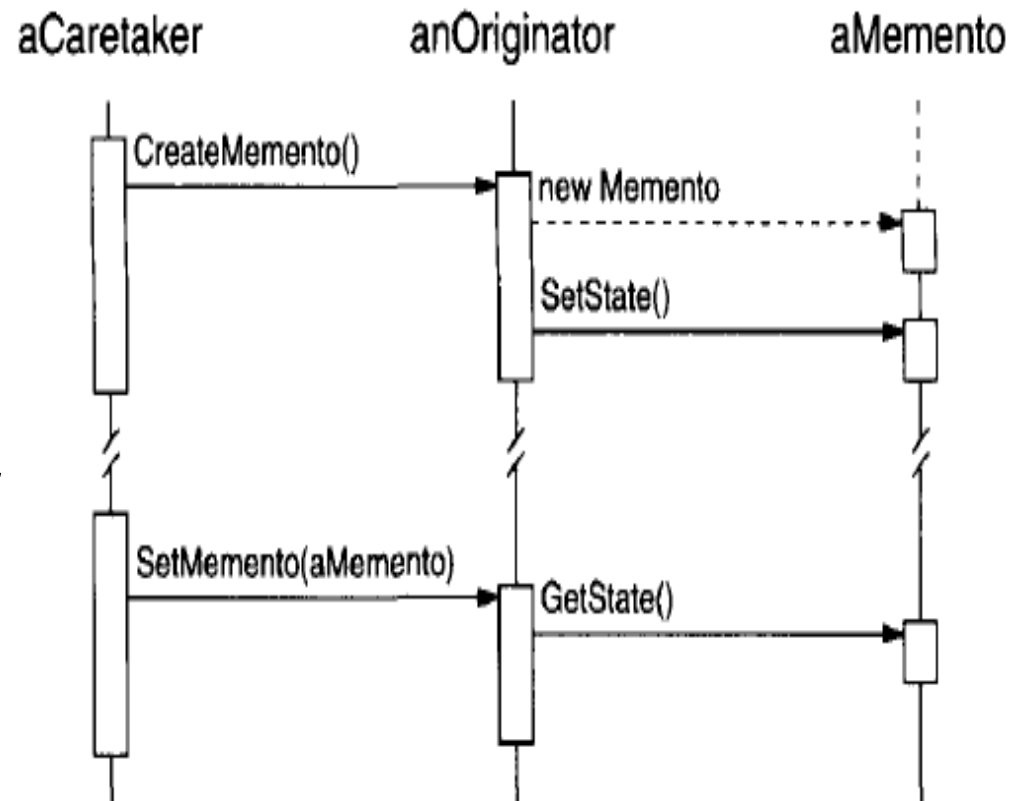 aCaretaker anOriginator aMemento
CreateMemento()
new Memento
SetState()
SetMemento(aMemento)
GetState()